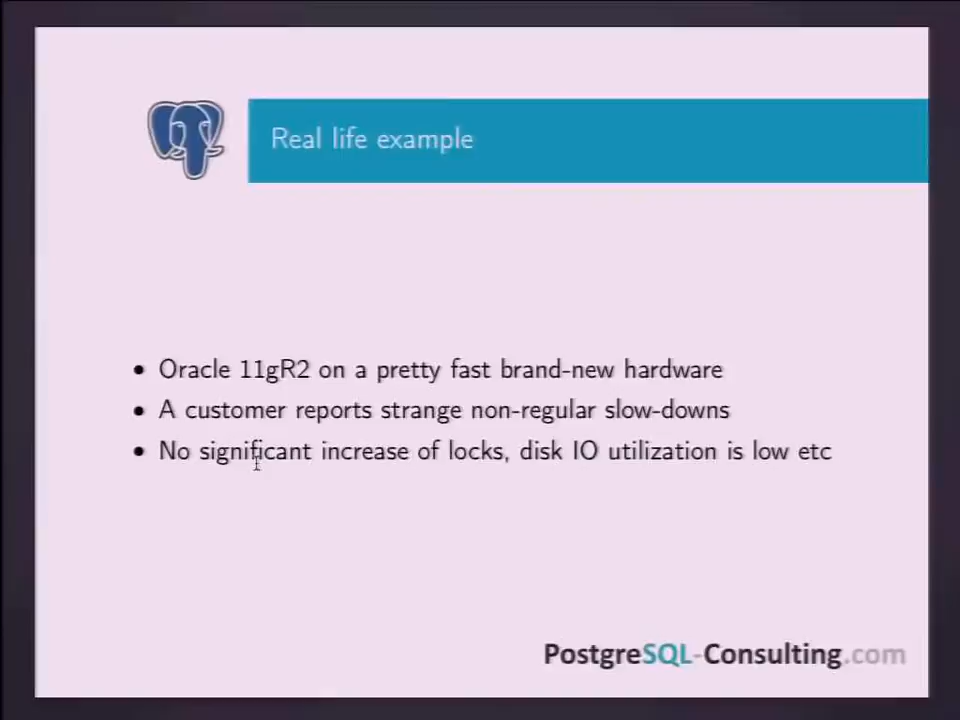 Real life example
Oracle 11gR2 on a pretty fast brand-new hardware
A customer reports strange non-regular slow-downs
No significant increase of locks, disk IO utilization is low etc
PostgreSQL-Consulting.com